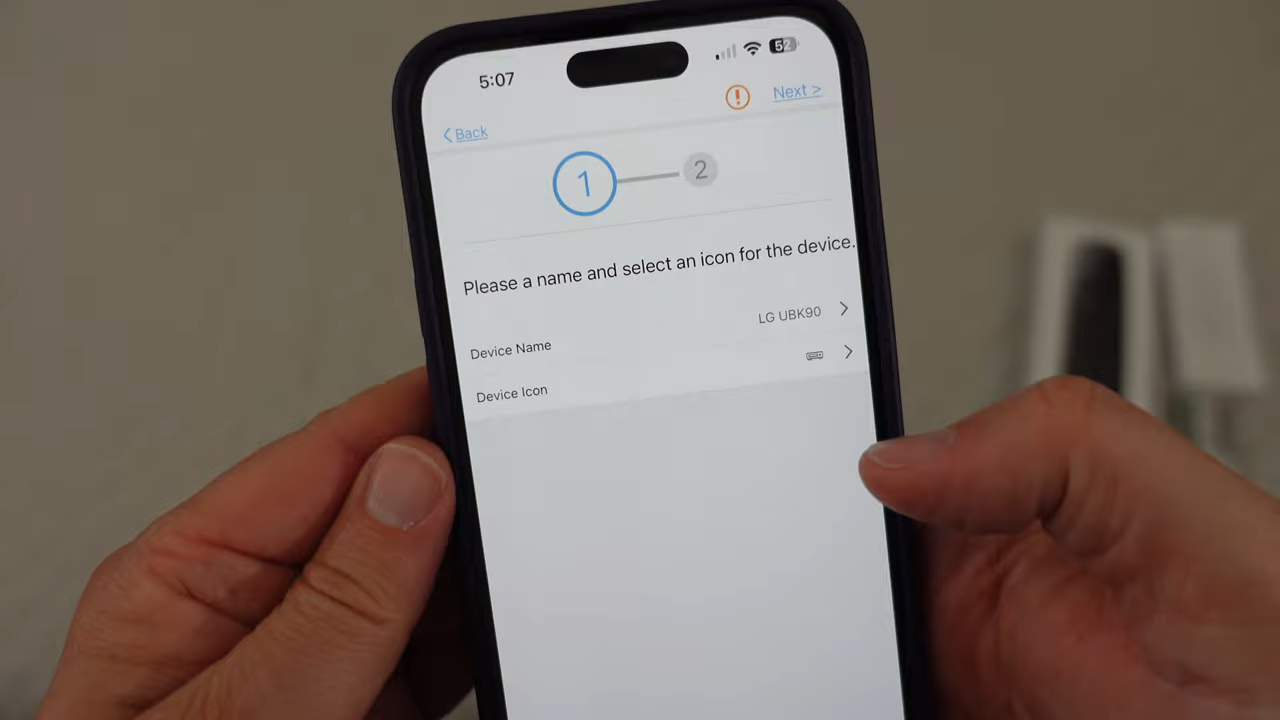 5:07
52
Next >
Back
1
2
Please a name and select an icon for the device.
Device Name
LG UBK90
Device Icon